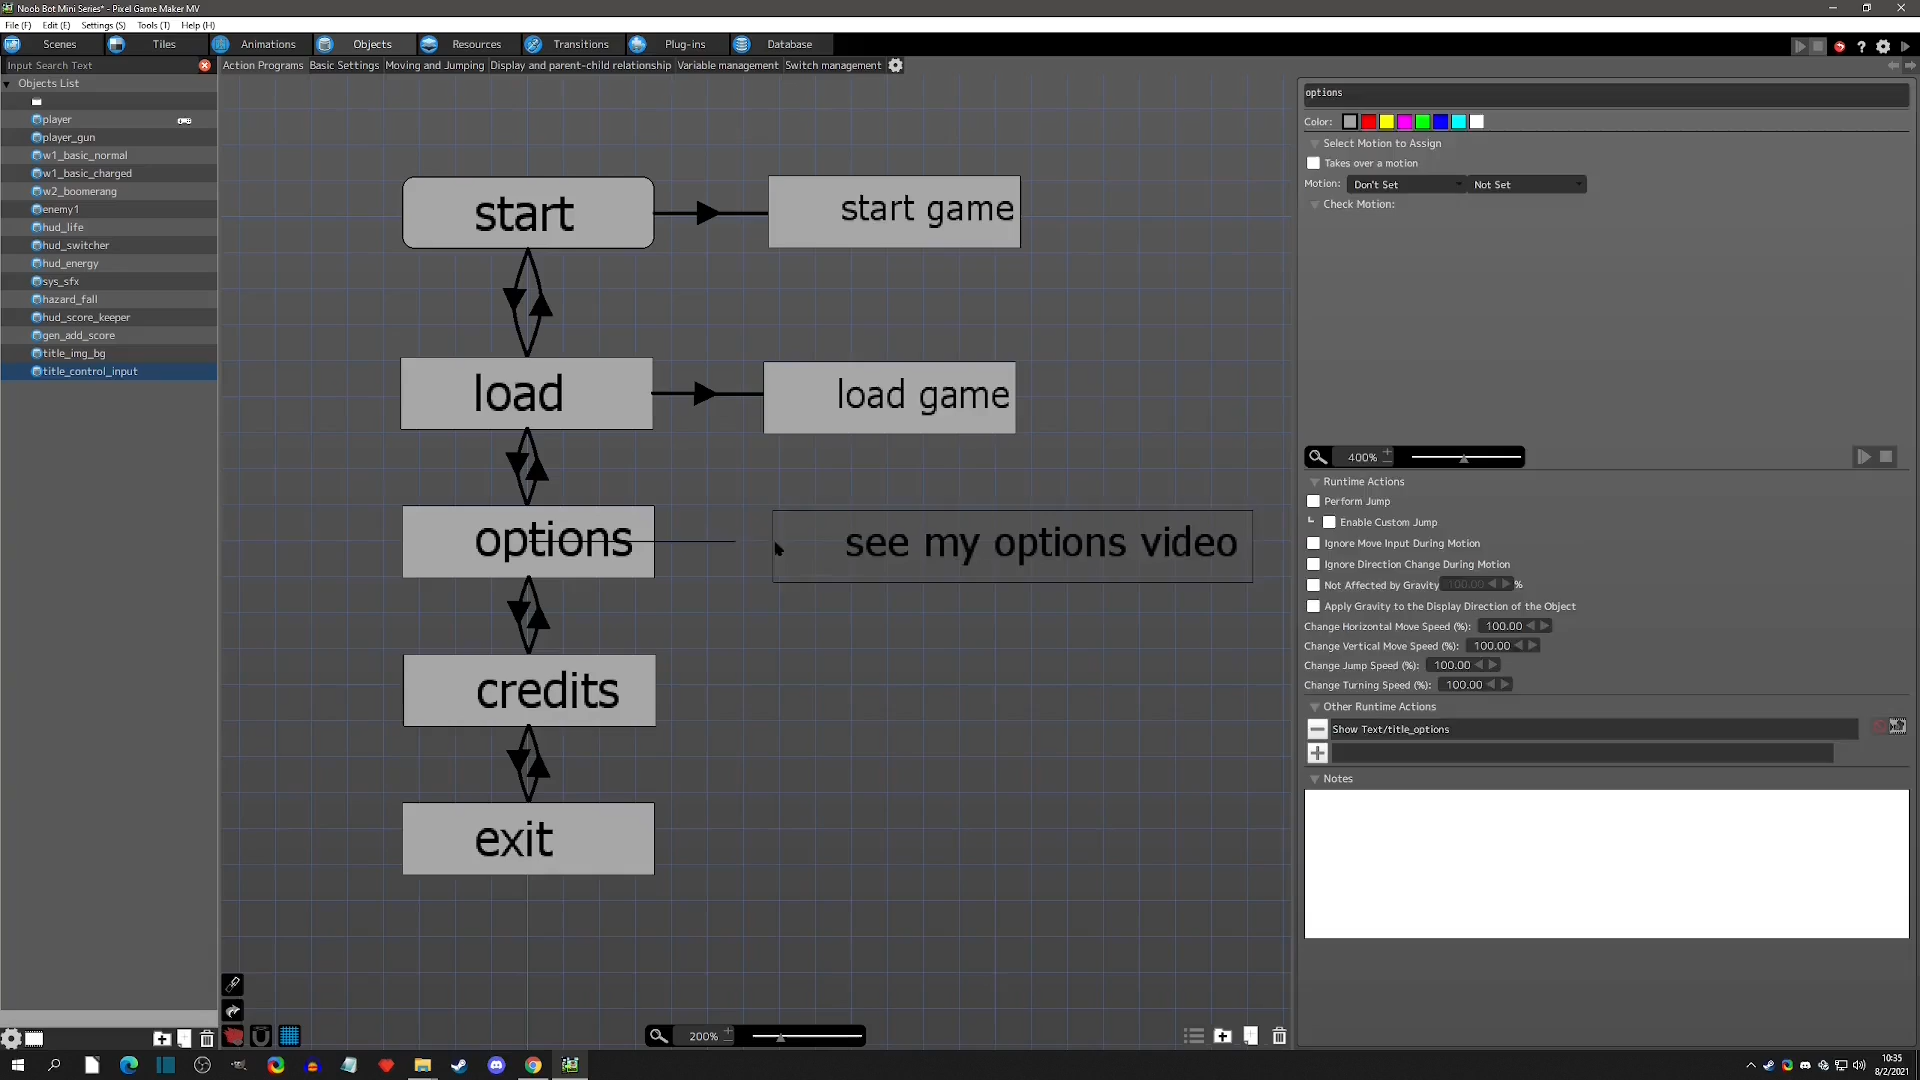 Noob Bot Mini Series* - Pixel Game Maker MV
File (F) Edit (E) Settings (S) Tools (T) Help (H)
Scenes Tiles Animations Objects Resources Transitions Plug-ins Database
Input Search Text
Action Programs Basic Settings Moving and Jumping Display and parent-child relationship Variable management Switch management
Objects List
player
player_gun
w1_basic_normal
w1_basic_charged
w2_boomerang
enemy1
hud_life
hud_switcher
hud_energy
sys_sfx
hazard_fall
hud_score_keeper
gen_add_score
title_img_bg
title_control_input
start
start game
load
load game
options
see my options video
credits
exit
200%
options
Color:
Select Motion to Assign
Takes over a motion
Motion: Don't Set Not Set
Check Motion:
400%
Runtime Actions
Perform Jump
Enable Custom Jump
Ignore Move Input During Motion
Ignore Direction Change During Motion
Not Affected by Gravity 100.00 %
Apply Gravity to the Display Direction of the Object
Change Horizontal Move Speed (%): 100.00
Change Vertical Move Speed (%): 100.00
Change Jump Speed (%): 100.00
Change Turning Speed (%): 100.00
Other Runtime Actions
Show Text/title_options
Notes
10:35
8/2/2021